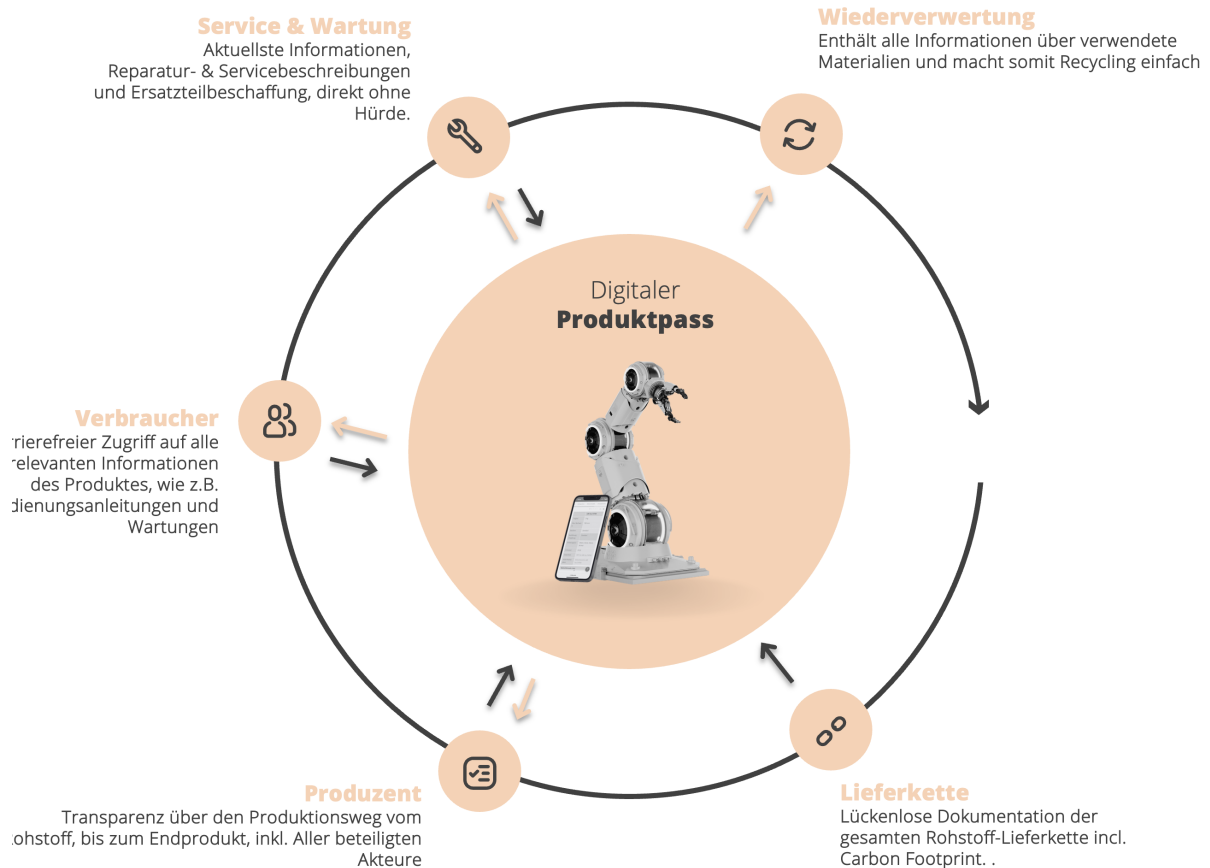 Service & Wartung
Aktuellste Informationen,
Reparatur- & Servicebeschreibungen
und Ersatzteilbeschaffung, direkt ohne
Hürde.
Wiederverwertung
Enthält alle Informationen über verwendete
Materialien und macht somit Recycling einfach
Digitaler
Produktpass
Verbraucher
rrierefreier Zugriff auf alle
relevanten Informationen
des Produktes, wie z.B.
dienungsanleitungen und
Wartungen
Produzent
Transparenz über den Produktionsweg vom
ohstoff, bis zum Endprodukt, inkl. Aller beteiligten
Akteure
Lieferkette
Lückenlose Dokumentation der
gesamten Rohstoff-Lieferkette incl.
Carbon Footprint. .